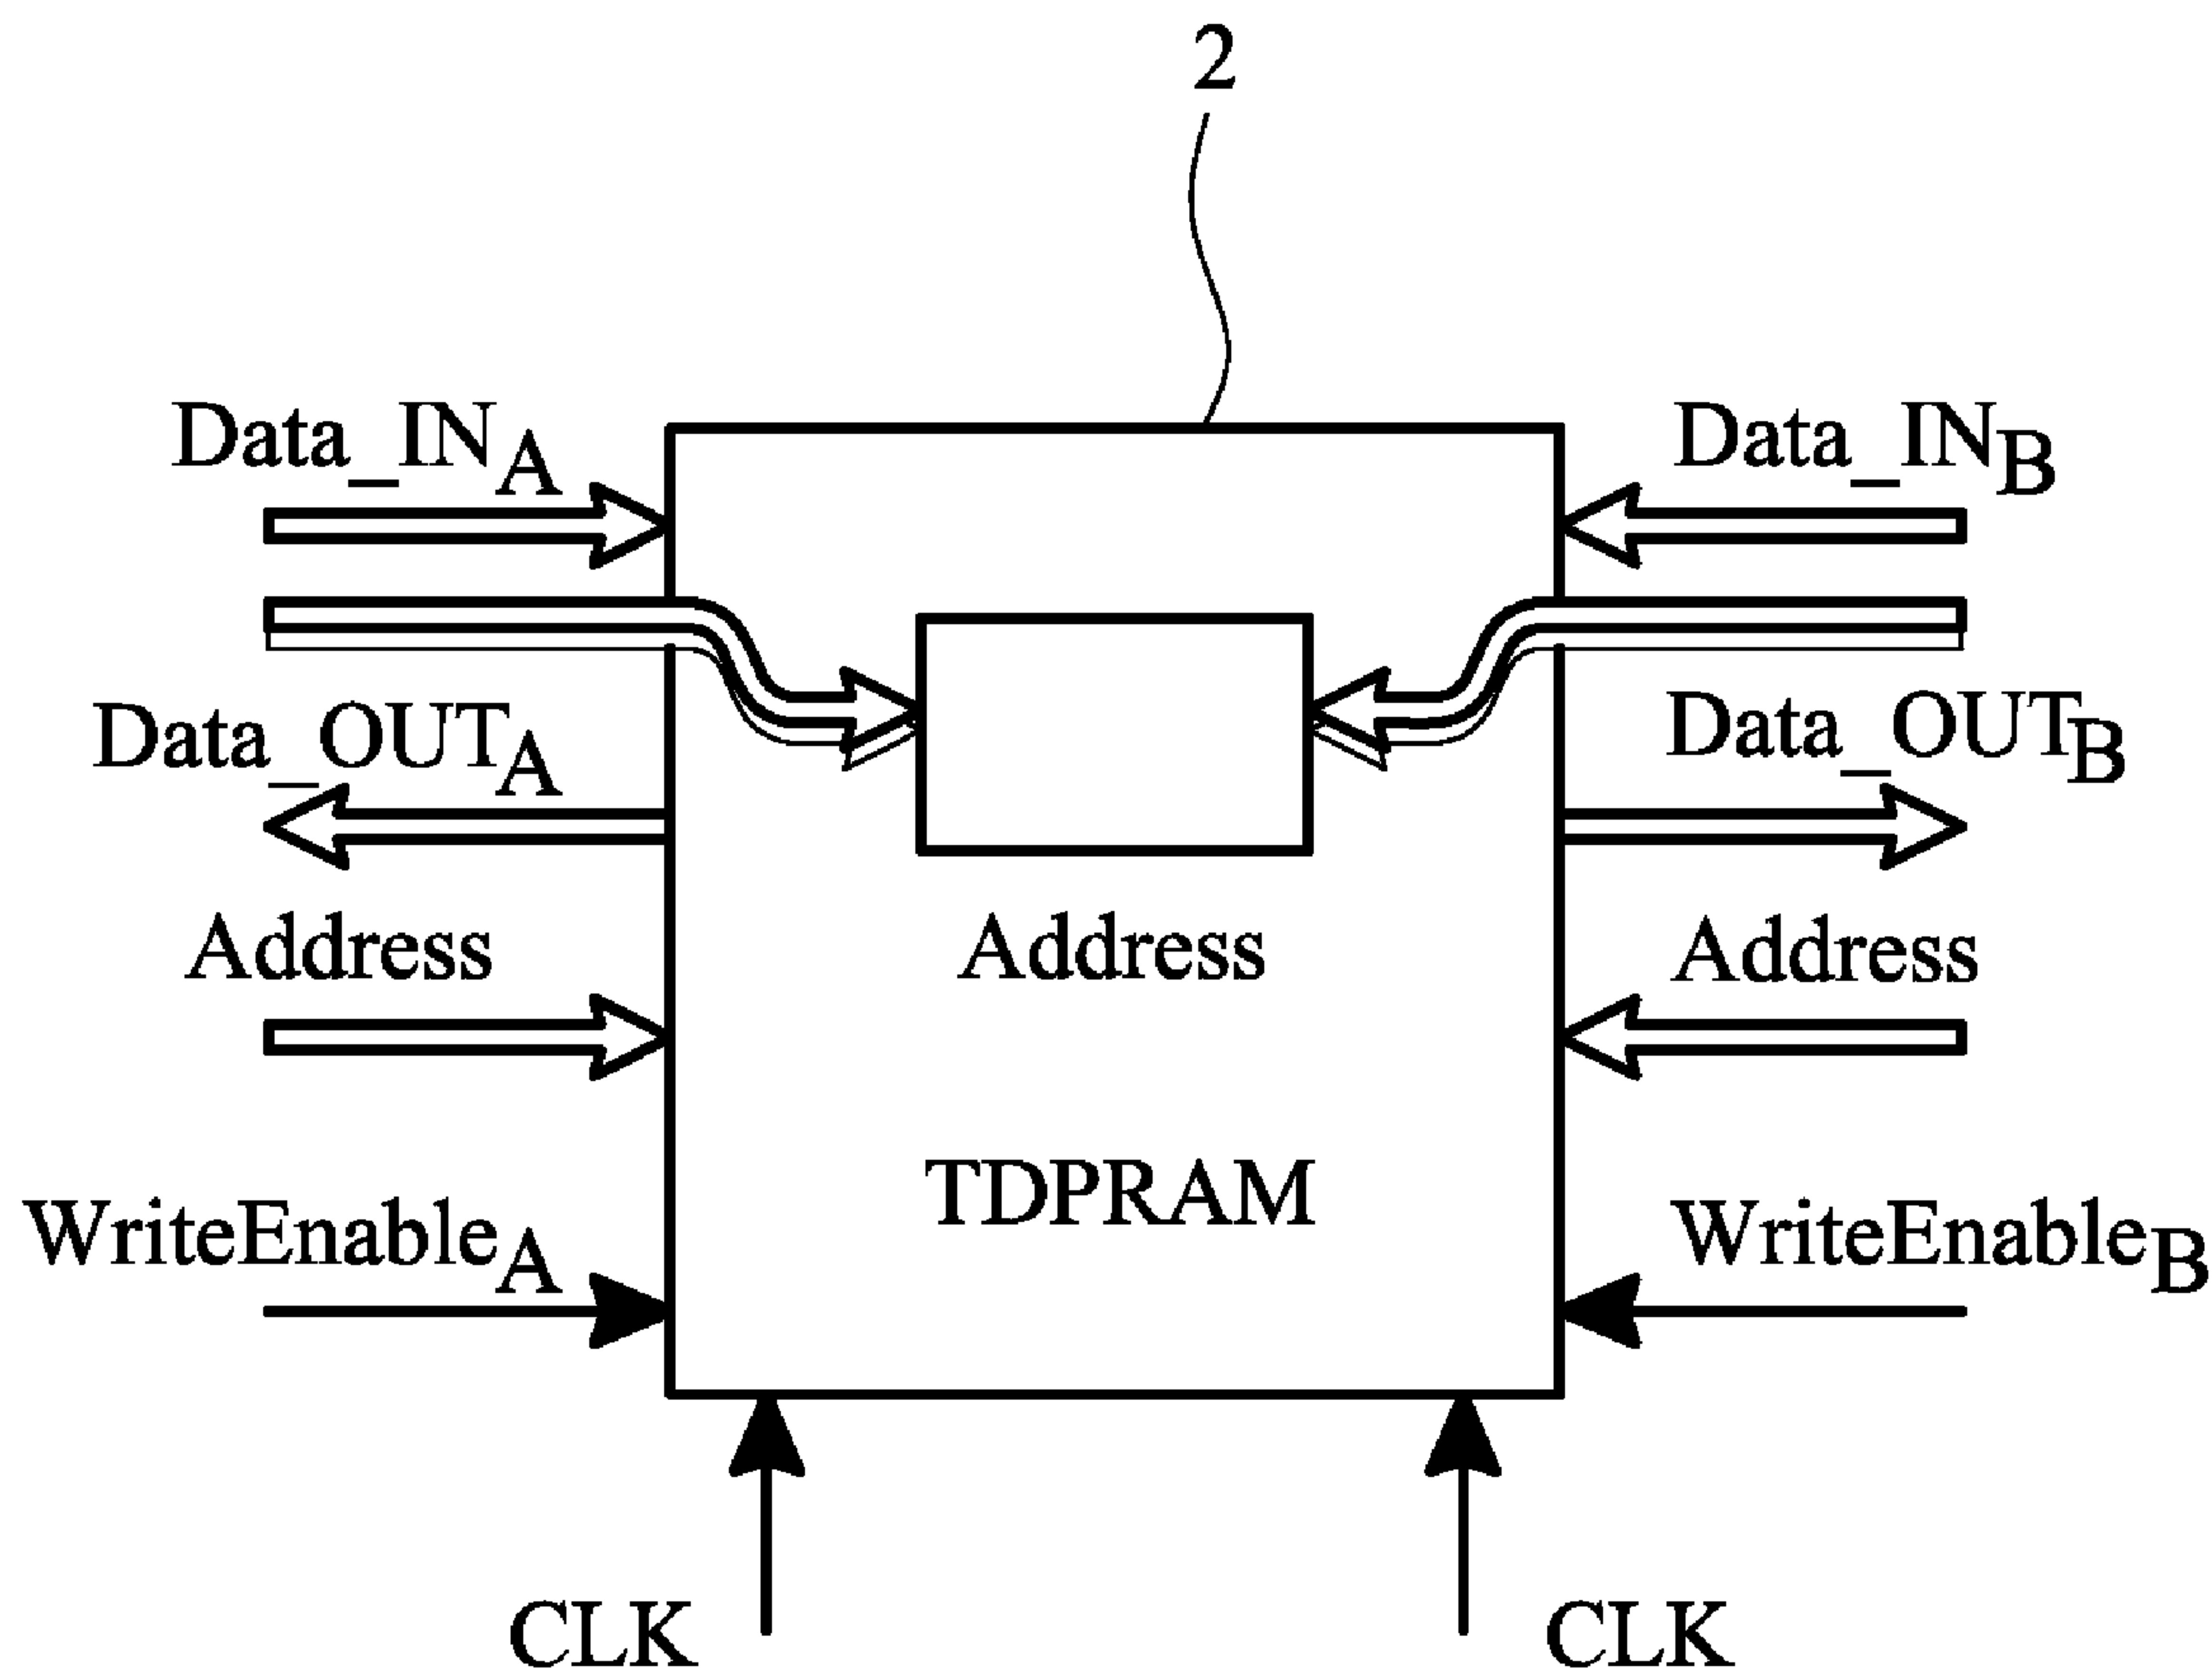 2
Data_IN_A Data_IN_B
Data_OUT_A Data_OUT_B
Address Address Address
TDPRAM
WriteEnable_A WriteEnable_B
CLK CLK